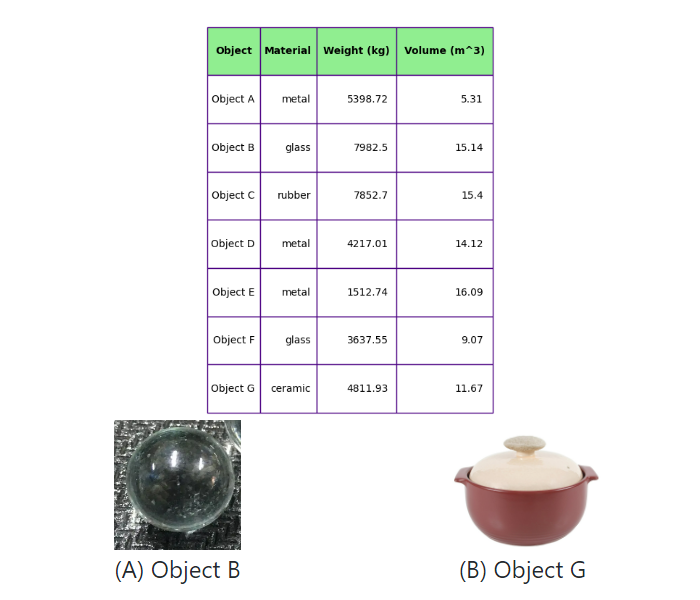 Object Material Weight (kg) Volume (m^3)
Object A metal 5398.72 5.31
Object B glass 7982.5 15.14
Object C rubber 7852.7 15.4
Object D metal 4217.01 14.12
Object E metal 1512.74 16.09
Object F glass 3637.55 9.07
Object G ceramic 4811.93 11.67
(A) Object B
(B) Object G